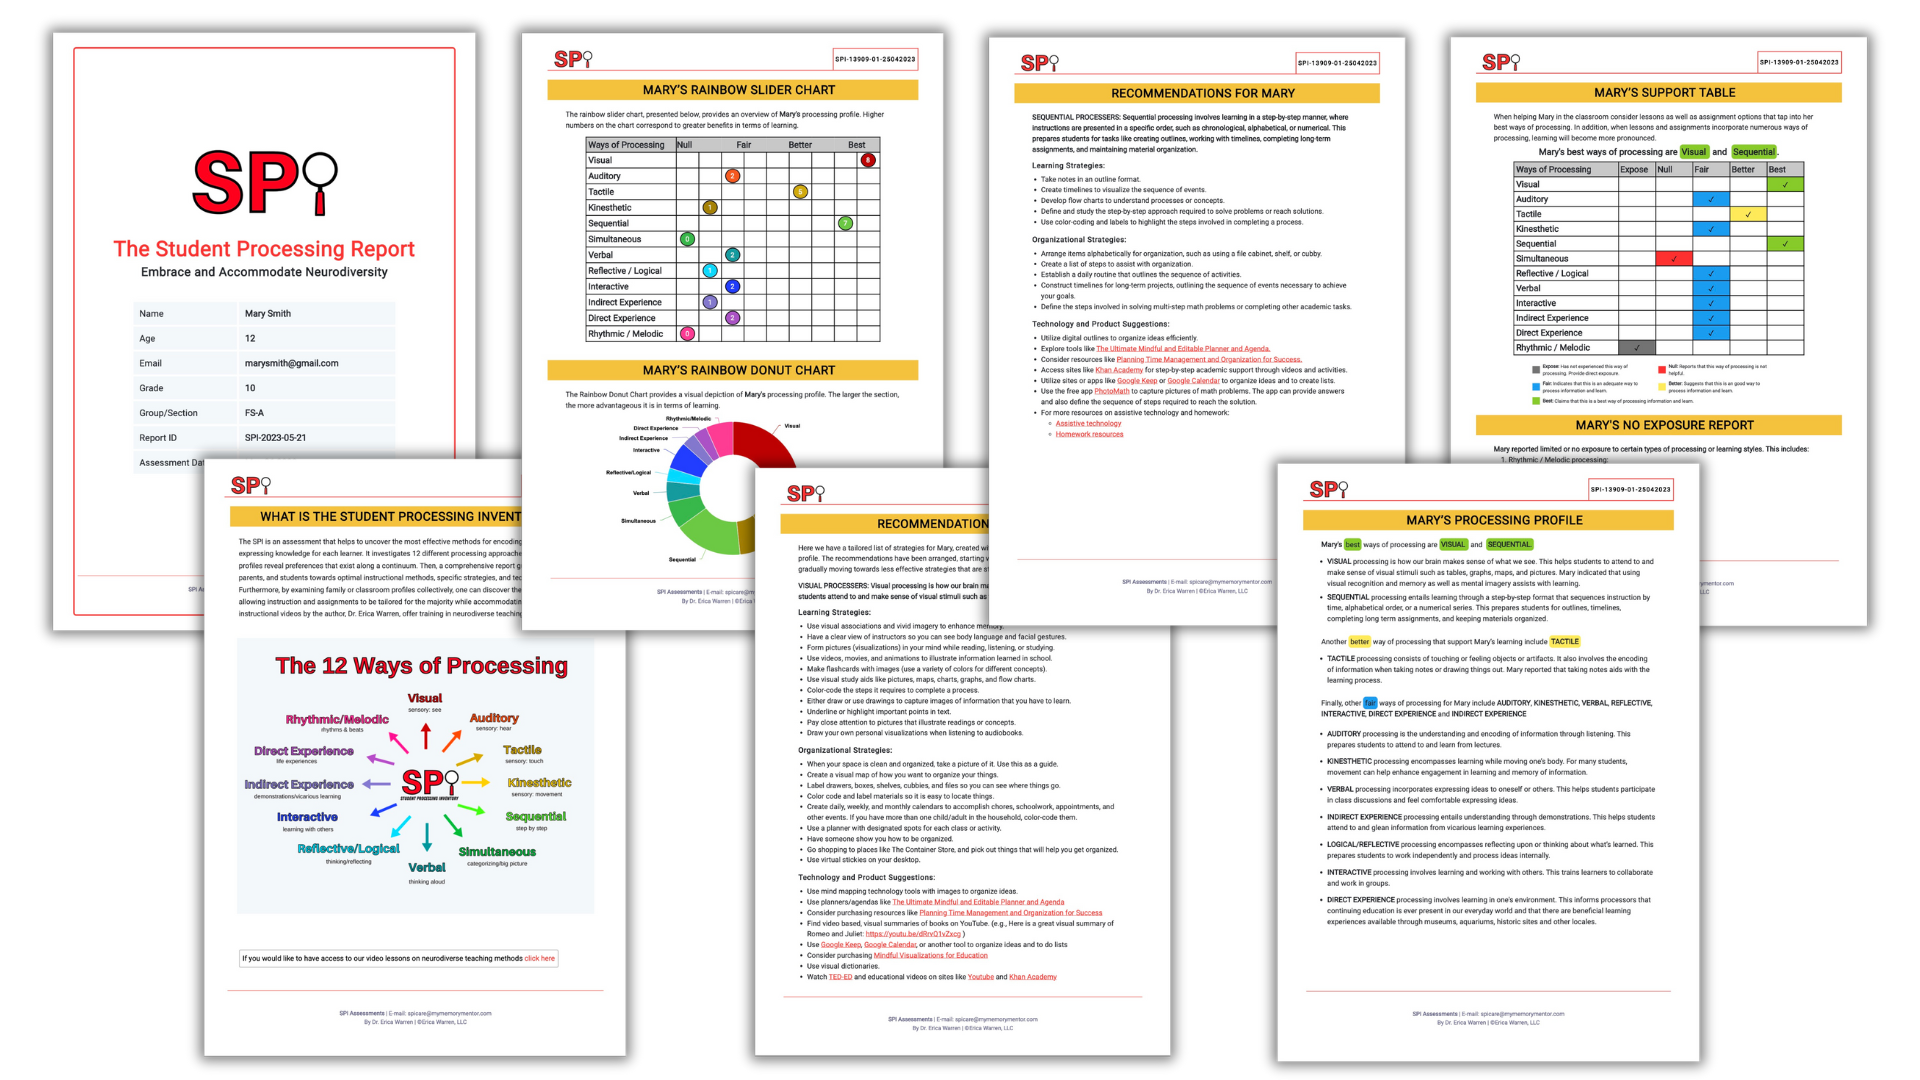 SPI
The Student Processing Report
Embrace and Accommodate Neurodiversity
Name Mary Smith
Age 12
Email marysmith@gmail.com
Grade 10
Group/Section FS-A
Report ID SPI-2023-05-21
Assessment Dat
SPI A
SPI
SPI-13909-01-25042023
MARY'S RAINBOW SLIDER CHART
The rainbow slider chart, presented below, provides an overview of Mary's processing profile. Higher
numbers on the chart correspond to greater benefits in terms of learning.
Ways of Processing Null Fair Better Best
Visual 8
Auditory 2
Tactile 5
Kinesthetic 1
Sequential 7
Simultaneous 0
Verbal 2
Reflective / Logical 1
Interactive 2
Indirect Experience 1
Direct Experience 2
Rhythmic / Melodic 0
MARY'S RAINBOW DONUT CHART
The Rainbow Donut Chart provides a visual depiction of Mary's processing profile. The larger the section,
the more advantageous it is in terms of learning.
Rhythmic/Melodic
Visual
Direct Experience
Indirect Experience
Interactive
Reflective/Logical
Verbal
Simultaneous
Sequential
SPI Assessments | E-mail: spicare@
By Dr. Erica Warren | ©Erica W
SPI
SPI-13909-01-25042023
RECOMMENDATIONS FOR MARY
SEQUENTIAL PROCESSERS: Sequential processing involves learning in a step-by-step manner, where
instructions are presented in a specific order, such as chronological, alphabetical, or numerical. This
prepares students for tasks like creating outlines, working with timelines, completing long-term
assignments, and maintaining material organization.
Learning Strategies:
• Take notes in an outline format.
• Create timelines to visualize the sequence of events.
• Develop flow charts to understand processes or concepts.
• Define and study the step-by-step approach required to solve problems or reach solutions.
• Use color-coding and labels to highlight the steps involved in completing a process.
Organizational Strategies:
• Arrange items alphabetically for organization, such as using a file cabinet, shelf, or cubby.
• Create a list of steps to assist with organization.
• Establish a daily routine that outlines the sequence of activities.
• Construct timelines for long-term projects, outlining the sequence of events necessary to achieve
your goals.
• Define the steps involved in solving multi-step math problems or completing other academic tasks.
Technology and Product Suggestions:
• Utilize digital outlines to organize ideas efficiently.
• Explore tools like The Ultimate Mindful and Editable Planner and Agenda.
• Consider resources like Planning Time Management and Organization for Success.
• Access sites like Khan Academy for step-by-step academic support through videos and activities.
• Utilize sites or apps like Google Keep or Google Calendar to organize ideas and to create lists.
• Use the free app PhotoMath to capture pictures of math problems. The app can provide answers
and also define the sequence of steps required to reach the solution.
• For more resources on assistive technology and homework:
Assistive technology
Homework resources
SPI Assessments | E-mail: spicare@mymemorymentor.com
By Dr. Erica Warren | ©Erica Warren, LLC
SPI
SPI-13909-01-25042023
MARY'S SUPPORT TABLE
When helping Mary in the classroom consider lessons as well as assignment options that tap into her
best ways of processing. In addition, when lessons and assignments incorporate numerous ways of
processing, learning will become more pronounced.
Mary's best ways of processing are Visual and Sequential.
Ways of Processing Expose Null Fair Better Best
Visual ✓
Auditory ✓
Tactile ✓
Kinesthetic ✓
Sequential ✓
Simultaneous ✓
Reflective / Logical ✓
Verbal ✓
Interactive ✓
Indirect Experience ✓
Direct Experience ✓
Rhythmic / Melodic ✓
Expose: Has not experienced this way of
processing. Provide direct exposure.
Null: Reports that this way of processing is not
helpful.
Fair: Indicates that this is an adequate way to
process information and learn.
Better: Suggests that this is an good way to
process information and learn.
Best: Claims that this is a best way of processing information and learn.
MARY'S NO EXPOSURE REPORT
Mary reported limited or no exposure to certain types of processing or learning styles. This includes:
1. Rhythmic / Melodic processing:
SPI
WHAT IS THE STUDENT PROCESSING INVENT
The SPI is an assessment that helps to uncover the most effective methods for encoding
expressing knowledge for each learner. It investigates 12 different processing approache
profiles reveal preferences that exist along a continuum. Then, a comprehensive report g
parents, and students towards optimal instructional methods, specific strategies, and tec
Furthermore, by examining family or classroom profiles collectively, one can discover the
allowing instruction and assignments to be tailored for the majority while accommodatin
instructional videos by the author, Dr. Erica Warren, offer training in neurodiverse teachin
The 12 Ways of Processing
Visual
sensory: see
Rhythmic/Melodic
rhythms & beats
Auditory
sensory: hear
Direct Experience
life experiences
Tactile
sensory: touch
Indirect Experience
demonstrations/vicarious learning
SPI
STUDENT PROCESSING INVENTORY
Kinesthetic
sensory: movement
Interactive
learning with others
Sequential
step by step
Reflective/Logical
thinking/reflecting
Simultaneous
categorizing/big picture
Verbal
thinking aloud
If you would like to have access to our video lessons on neurodiverse teaching methods click here
SPI Assessments | E-mail: spicare@mymemorymentor.com
By Dr. Erica Warren | ©Erica Warren, LLC
SPI
RECOMMENDATION
Here we have a tailored list of strategies for Mary, created wi
profile. The recommendations have been arranged, starting v
gradually moving towards less effective strategies that are st
VISUAL PROCESSERS: Visual processing is how our brain ma
students attend to and make sense of visual stimuli such as
Learning Strategies:
• Use visual associations and vivid imagery to enhance memory.
• Have a clear view of instructors so you can see body language and facial gestures.
• Form pictures (visualizations) in your mind while reading, listening, or studying.
• Use videos, movies, and animations to illustrate information learned in school.
• Make flashcards with images (use a variety of colors for different concepts).
• Use visual study aids like pictures, maps, charts, graphs, and flow charts.
• Color-code the steps it requires to complete a process.
• Either draw or use drawings to capture images of information that you have to learn.
• Underline or highlight important points in text.
• Pay close attention to pictures that illustrate readings or concepts.
• Draw your own personal visualizations when listening to audiobooks.
Organizational Strategies:
• When your space is clean and organized, take a picture of it. Use this as a guide.
• Create a visual map of how you want to organize your things.
• Label drawers, boxes, shelves, cubbies, and files so you can see where things go.
• Color code and label materials so it is easy to locate things.
• Create daily, weekly, and monthly calendars to accomplish chores, schoolwork, appointments, and
other events. If you have more than one child/adult in the household, color-code them.
• Use a planner with designated spots for each class or activity.
• Have someone show you how to be organized.
• Go shopping to places like The Container Store, and pick out things that will help you get organized.
• Use virtual stickies on your desktop.
Technology and Product Suggestions:
• Use mind mapping technology tools with images to organize ideas.
• Use planners/agendas like The Ultimate Mindful and Editable Planner and Agenda
• Consider purchasing resources like Planning Time Management and Organization for Success
• Find video based, visual summaries of books on YouTube. (e.g., Here is a great visual summary of
Romeo and Juliet: https://youtu.be/dRrvQ1vZxcg )
• Use Google Keep, Google Calendar, or another tool to organize ideas and to do lists
• Consider purchasing Mindful Visualizations for Education
• Use visual dictionaries.
• Watch TED-ED and educational videos on sites like Youtube and Khan Academy
SPI Assessments | E-mail: spicare@mymemorymentor.com
By Dr. Erica Warren | ©Erica Warren, LLC
SPI
SPI-13909-01-25042023
MARY'S PROCESSING PROFILE
Mary's best ways of processing are VISUAL and SEQUENTIAL
• VISUAL processing is how our brain makes sense of what we see. This helps students to attend to and
make sense of visual stimuli such as tables, graphs, maps, and pictures. Mary indicated that using
visual recognition and memory as well as mental imagery assists with learning.
• SEQUENTIAL processing entails learning through a step-by-step format that sequences instruction by
time, alphabetical order, or a numerical series. This prepares students for outlines, timelines,
completing long term assignments, and keeping materials organized.
Another better way of processing that support Mary's learning include TACTILE
• TACTILE processing consists of touching or feeling objects or artifacts. It also involves the encoding
of information when taking notes or drawing things out. Mary reported that taking notes aids with the
learning process.
Finally, other fair ways of processing for Mary include AUDITORY, KINESTHETIC, VERBAL, REFLECTIVE,
INTERACTIVE, DIRECT EXPERIENCE and INDIRECT EXPERIENCE
• AUDITORY processing is the understanding and encoding of information through listening. This
prepares students to attend to and learn from lectures.
• KINESTHETIC processing encompasses learning while moving one's body. For many students,
movement can help enhance engagement in learning and memory of information.
• VERBAL processing incorporates expressing ideas to oneself or others. This helps students participate
in class discussions and feel comfortable expressing ideas.
• INDIRECT EXPERIENCE processing entails understanding through demonstrations. This helps students
attend to and glean information from vicarious learning experiences.
• LOGICAL/REFLECTIVE processing encompasses reflecting upon or thinking about what's learned. This
prepares students to work independently and process ideas internally.
• INTERACTIVE processing involves learning and working with others. This trains learners to collaborate
and work in groups.
• DIRECT EXPERIENCE processing involves learning in one's environment. This informs processors that
continuing education is ever present in our everyday world and that there are beneficial learning
experiences available through museums, aquariums, historic sites and other locales.
SPI Assessments | E-mail: spicare@mymemorymentor.com
By Dr. Erica Warren | ©Erica Warren, LLC
ymentor.com
en, LLC